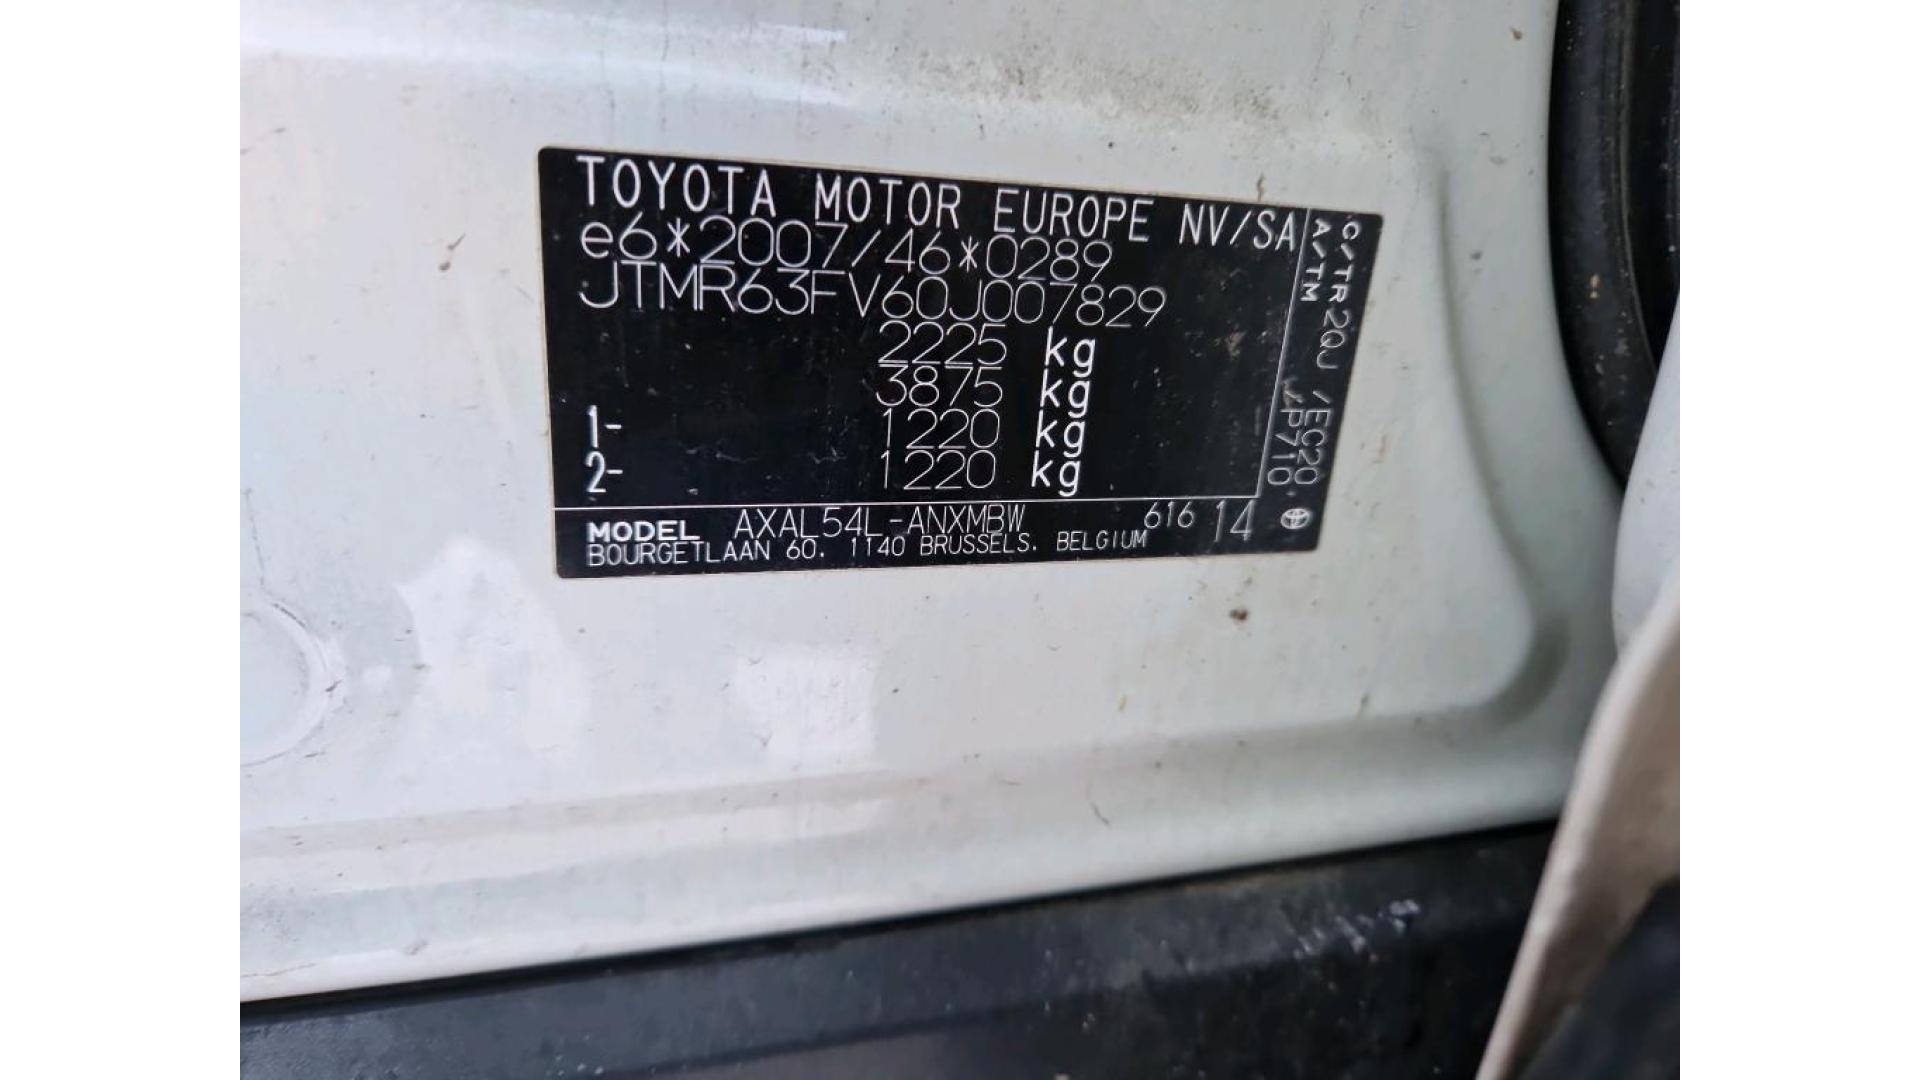 TOYOTA MOTOR EUROPE NV/SA
e6*2007/46*0289
JTMR63FV60J007829
2225 kg
3875 kg
1- 1220 kg
2- 1220 kg
MODEL AXAL54L-ANXMBW 616 14
BOURGETLAAN 60. 1140 BRUSSELS. BELGIUM
C/TR 2QJ /EC20
A/TM P710